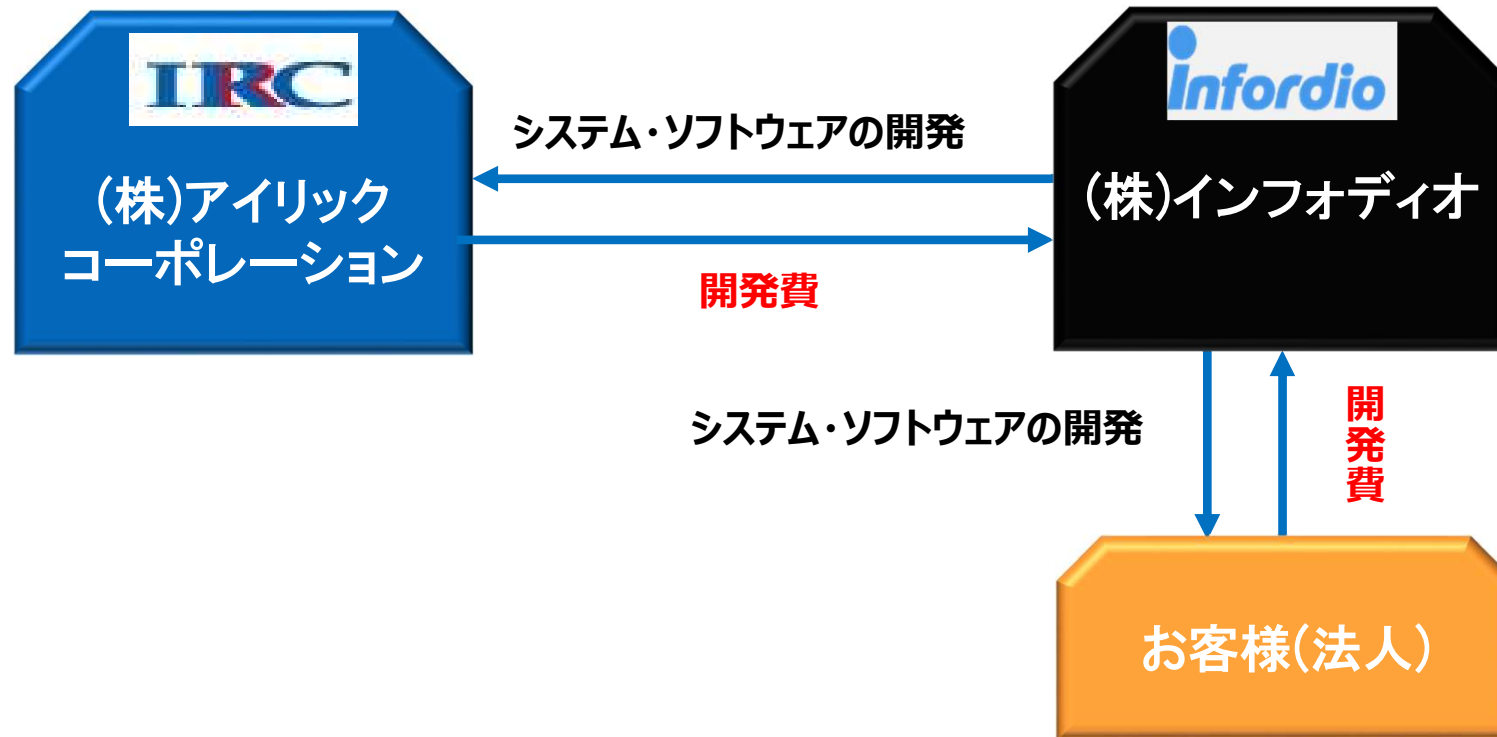 IRC
(株)アイリック
コーポレーション
システム・ソフトウェアの開発
開発費
infordio
(株)インフォディオ
システム・ソフトウェアの開発
開発費
お客様(法人)